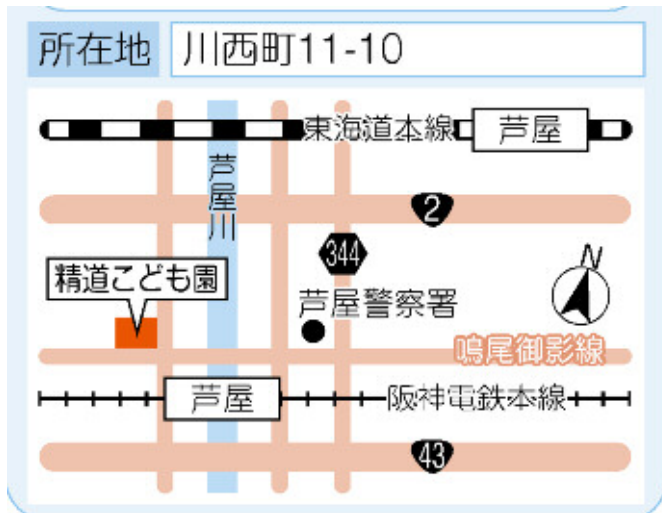 所在地 川西町11-10
東海道本線 芦屋
芦屋川
2
344
N
精道こども園
芦屋警察署
鳴尾御影線
芦屋 阪神電鉄本線
43